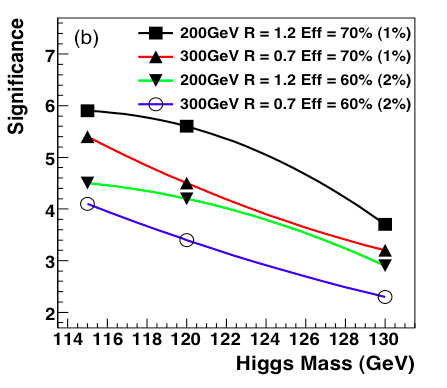 (b)
200GeV R = 1.2 Eff = 70% (1%)
300GeV R = 0.7 Eff = 70% (1%)
200GeV R = 1.2 Eff = 60% (2%)
300GeV R = 0.7 Eff = 60% (2%)
Significance
7
6
5
4
3
2
114 116 118 120 122 124 126 128 130
Higgs Mass (GeV)